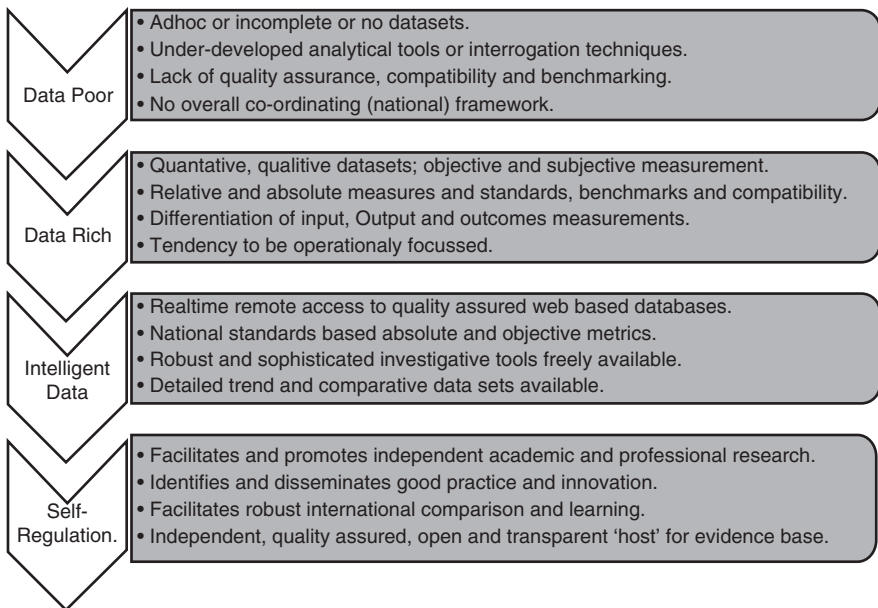 Data Poor
• Adhoc or incomplete or no datasets.
• Under-developed analytical tools or interrogation techniques.
• Lack of quality assurance, compatibility and benchmarking.
• No overall co-ordinating (national) framework.
Data Rich
• Quantative, qualitive datasets; objective and subjective measurement.
• Relative and absolute measures and standards, benchmarks and compatibility.
• Differentiation of input, Output and outcomes measurements.
• Tendency to be operationaly focussed.
Intelligent
Data
• Realtime remote access to quality assured web based databases.
• National standards based absolute and objective metrics.
• Robust and sophisticated investigative tools freely available.
• Detailed trend and comparative data sets available.
Self-
Regulation.
• Facilitates and promotes independent academic and professional research.
• Identifies and disseminates good practice and innovation.
• Facilitates robust international comparison and learning.
• Independent, quality assured, open and transparent ‘host’ for evidence base.